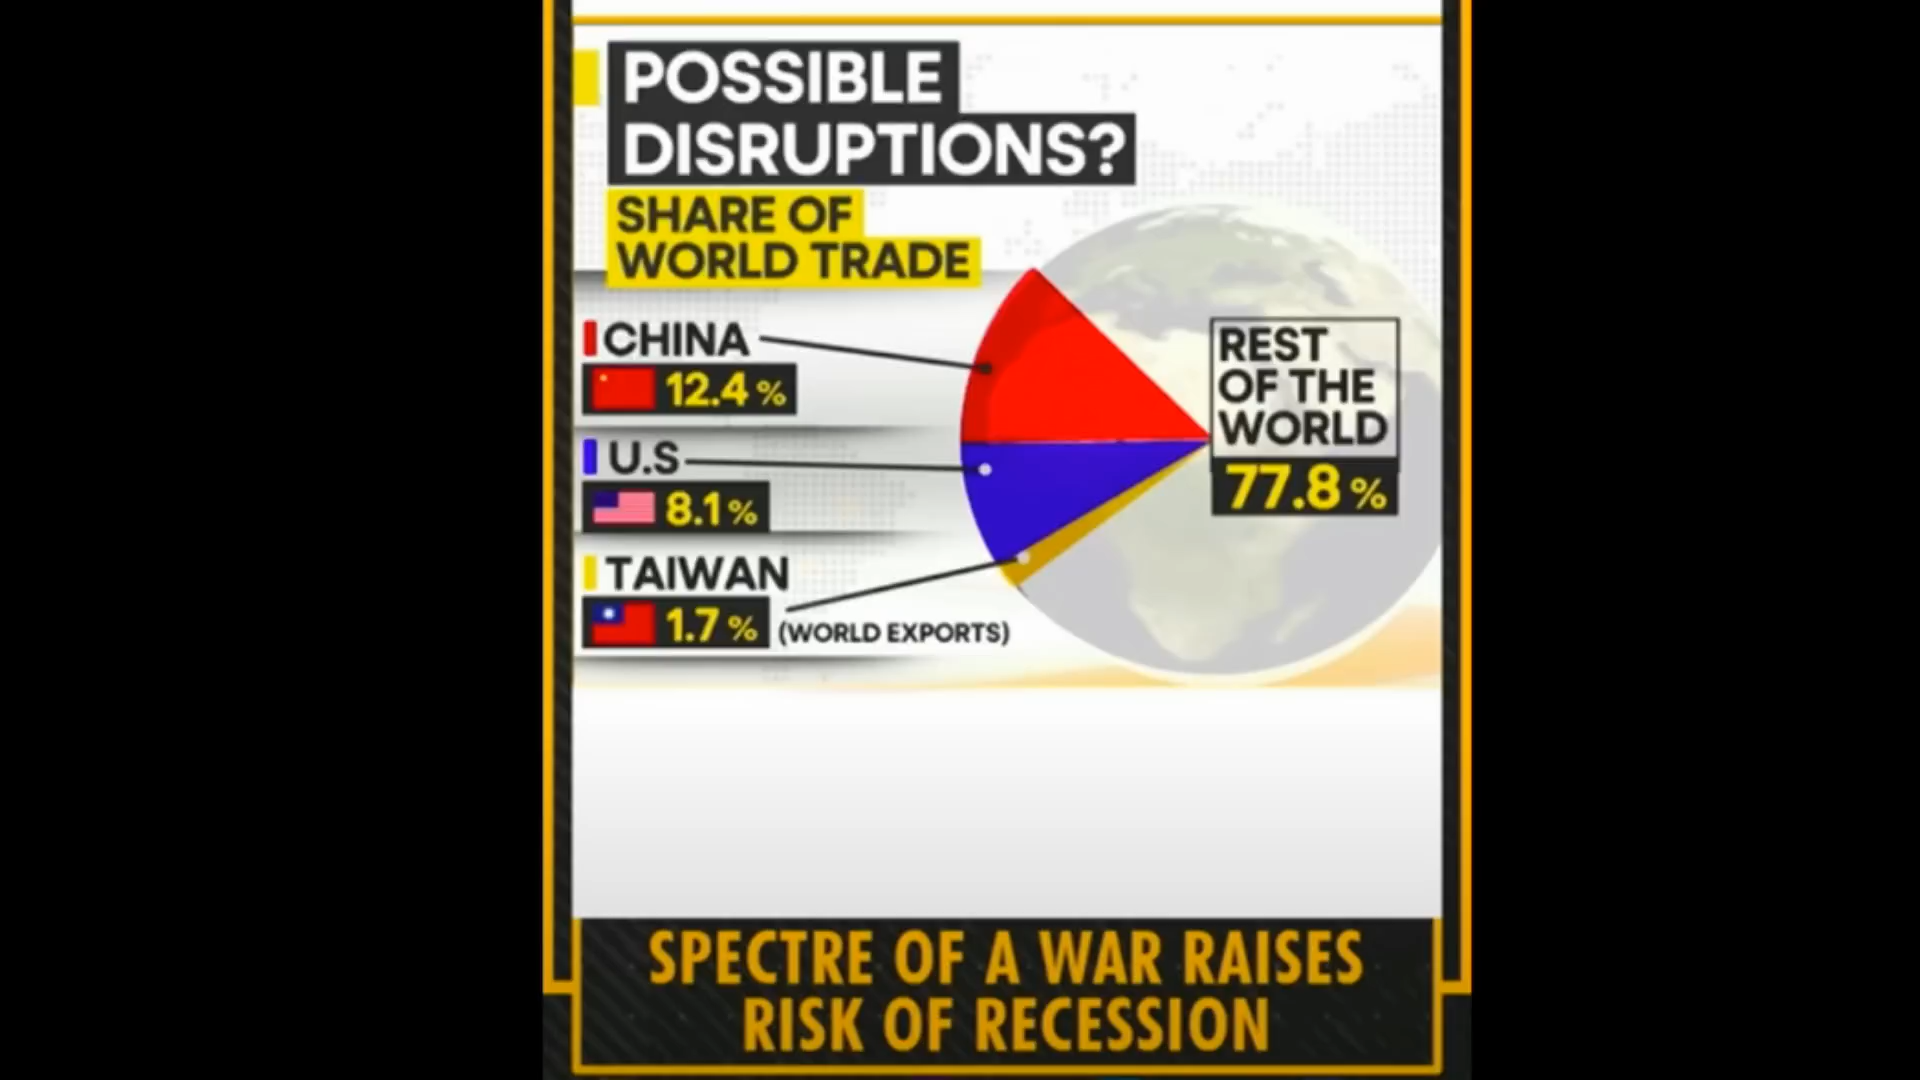 POSSIBLE
DISRUPTIONS?
SHARE OF
WORLD TRADE
CHINA
12.4 %
U.S
8.1 %
TAIWAN
1.7 % (WORLD EXPORTS)
REST
OF THE
WORLD
77.8 %
SPECTRE OF A WAR RAISES
RISK OF RECESSION